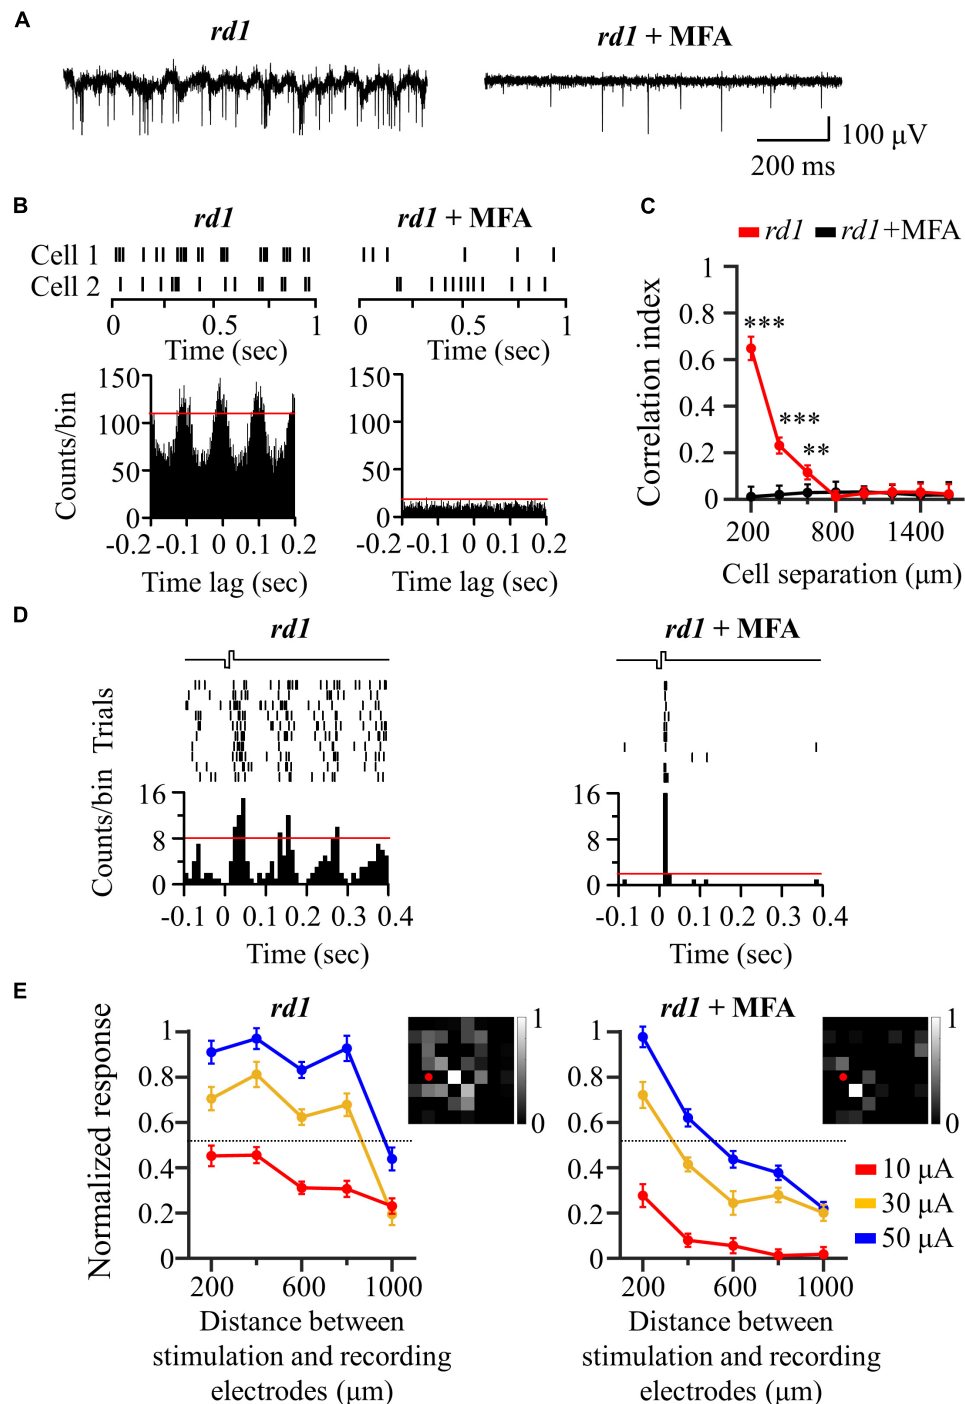 A
rd1
rd1 + MFA
100 μV
200 ms
B
rd1
rd1 + MFA
Cell 1
Cell 2
0 0.5 1
Time (sec)
0 0.5 1
Time (sec)
Counts/bin
150
100
50
0
-0.2 -0.1 0 0.1 0.2
Time lag (sec)
150
100
50
0
-0.2 -0.1 0 0.1 0.2
Time lag (sec)
C
rd1 rd1+MFA
Correlation index
1
0.8
0.6
0.4
0.2
0
***
***
**
200 800 1400
Cell separation (μm)
D
rd1
rd1 + MFA
Trials
Counts/bin
16
8
0
-0.1 0 0.1 0.2 0.3 0.4
Time (sec)
16
8
0
-0.1 0 0.1 0.2 0.3 0.4
Time (sec)
E
rd1
rd1 + MFA
Normalized response
1
0.8
0.6
0.4
0.2
0
1
0
200 600 1000
Distance between
stimulation and recording
electrodes (μm)
1
0.8
0.6
0.4
0.2
0
1
0
10 μA
30 μA
50 μA
200 600 1000
Distance between
stimulation and recording
electrodes (μm)